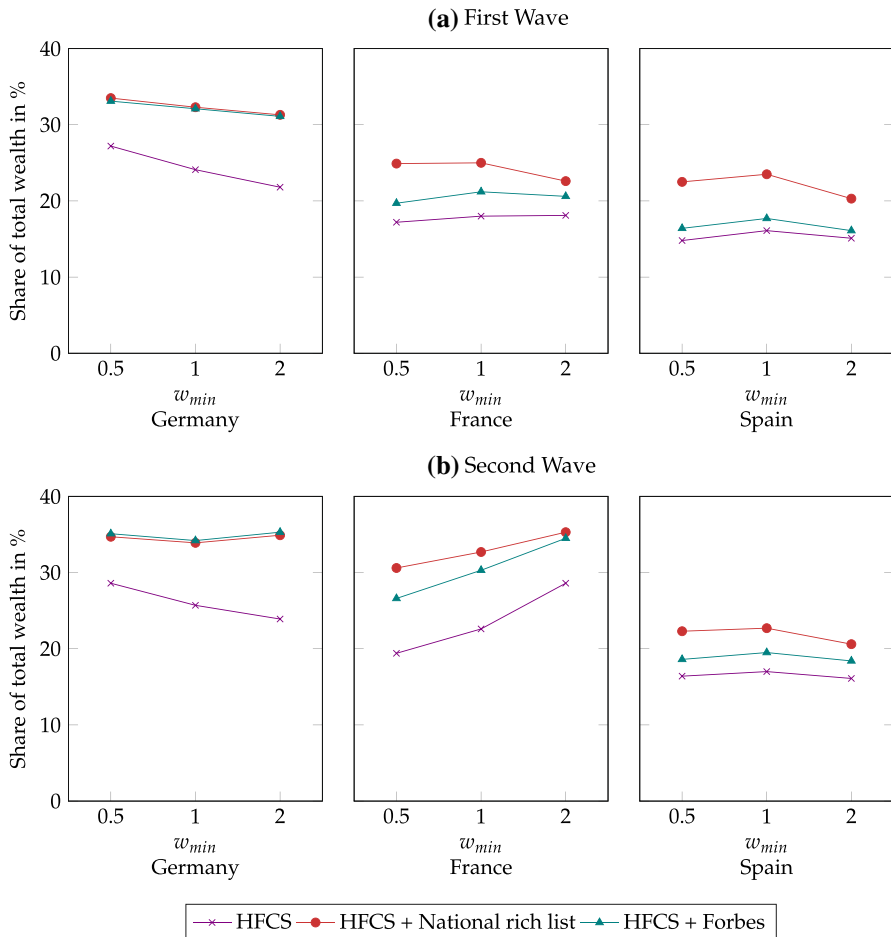 (a) First Wave
Share of total wealth in %
40
30
20
10
0
0.5 1 2
w_min
Germany
0.5 1 2
w_min
France
0.5 1 2
w_min
Spain
(b) Second Wave
Share of total wealth in %
40
30
20
10
0
0.5 1 2
w_min
Germany
0.5 1 2
w_min
France
0.5 1 2
w_min
Spain
HFCS HFCS + National rich list HFCS + Forbes